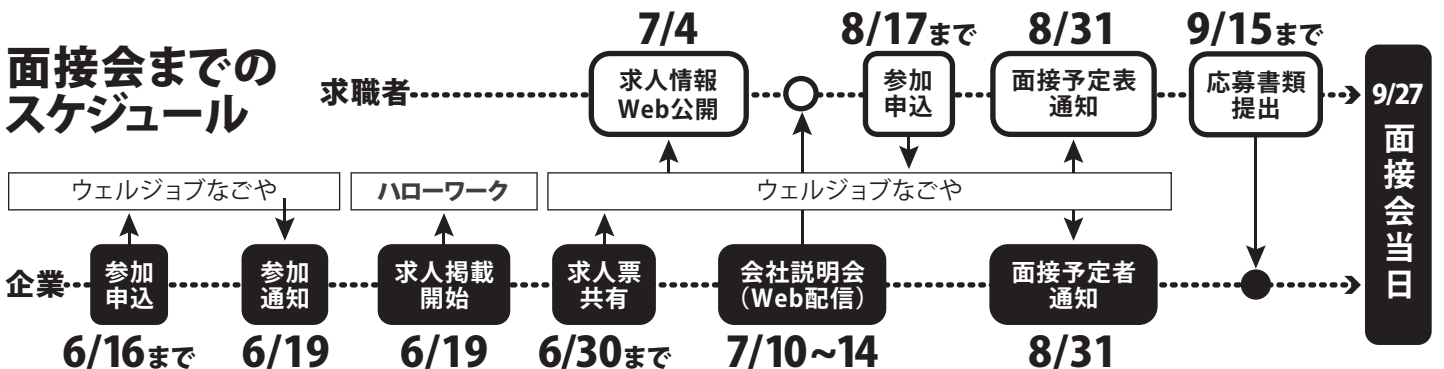 面接会までの
スケジュール
求職者
7/4
求人情報
Web公開
8/17まで
参加
申込
8/31
面接予定表
通知
9/15まで
応募書類
提出
9/27
面接会当日
ウェルジョブなごや
ハローワーク
ウェルジョブなごや
企業
参加
申込
6/16まで
参加
通知
6/19
求人掲載
開始
6/19
求人票
共有
6/30まで
会社説明会
（Web配信）
7/10~14
面接予定者
通知
8/31